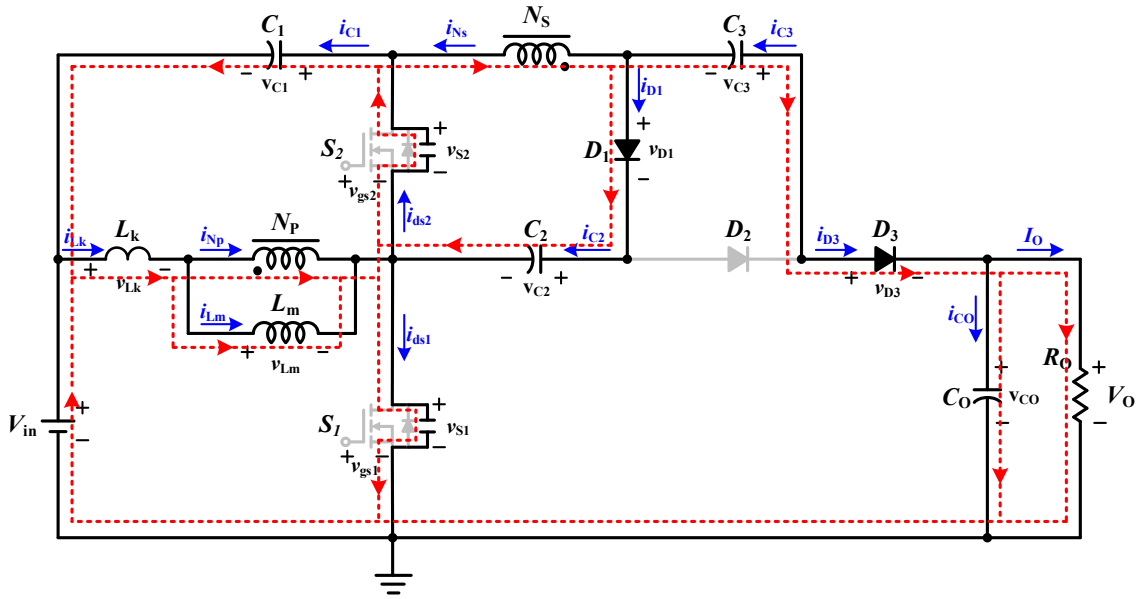 C1 iC1 iNs NS C3 iC3
− vC1 + − vC3 +
iD1
S2 + vS2 − D1 + vD1 −
+ vgs2 −
iLk Lk iNp NP ids2 C2 iC2 D2 iD3 D3 IO
+ vLk − − vC2 + + vD3 −
iLm Lm ids1 iCO
+ vLm −
Vin + − S1 + vS1 − CO + vCO − RO + VO −
+ vgs1 −